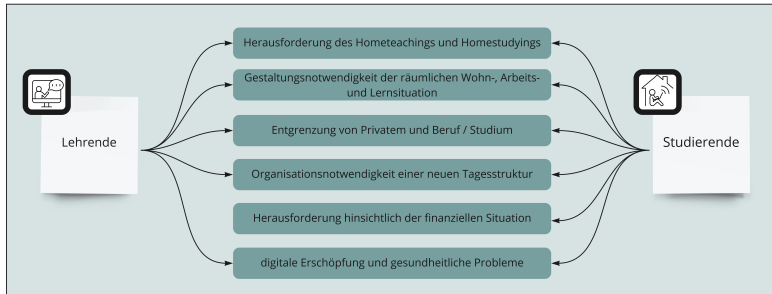 Herausforderung des Hometeachings und Homestudyings
Gestaltungsnotwendigkeit der räumlichen Wohn-, Arbeits-
und Lernsituation
Lehrende
Entgrenzung von Privatem und Beruf / Studium
Studierende
Organisationsnotwendigkeit einer neuen Tagesstruktur
Herausforderung hinsichtlich der finanziellen Situation
digitale Erschöpfung und gesundheitliche Probleme